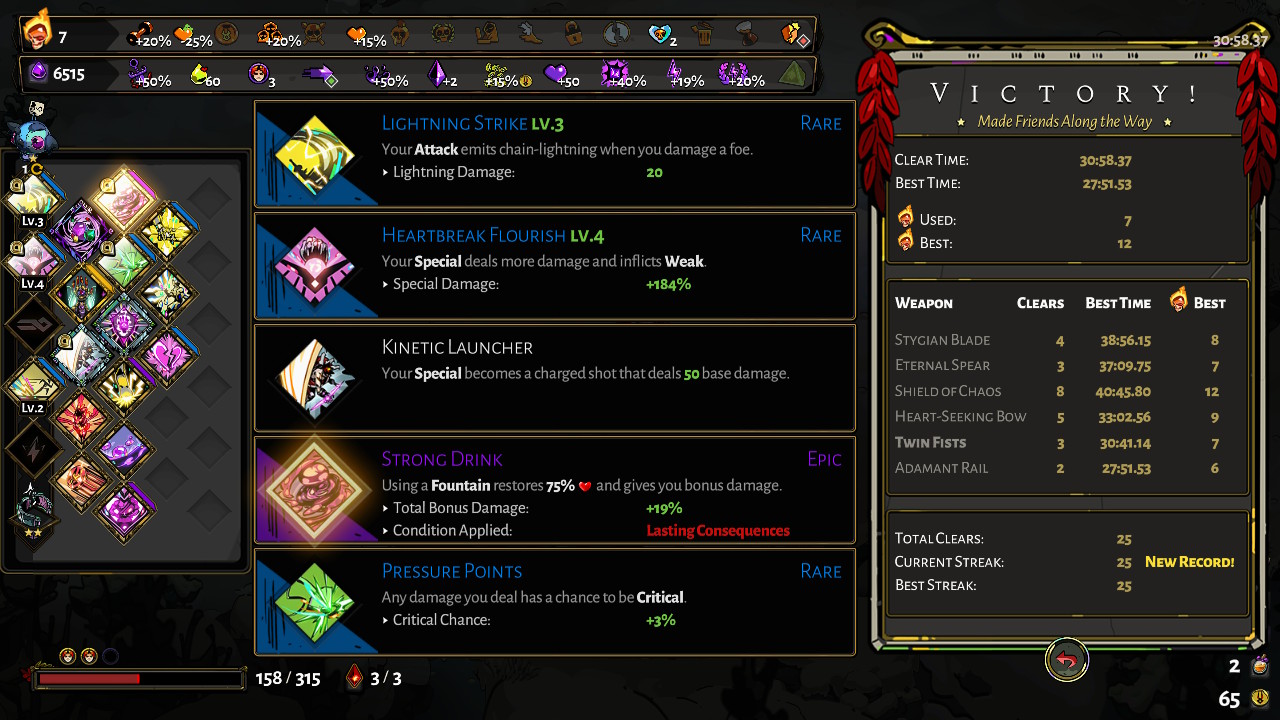 7 +20% 25% +20% +15% 2
30:58.37
6515 +50% 60 3 +50% +2 +15% +50 +40% +19% +20%
1
Lv.3
Lv.4
Lv.2
LIGHTNING STRIKE LV.3 RARE
Your Attack emits chain-lightning when you damage a foe.
Lightning Damage: 20
HEARTBREAK FLOURISH LV.4 RARE
Your Special deals more damage and inflicts Weak.
Special Damage: +184%
KINETIC LAUNCHER
Your Special becomes a charged shot that deals 50 base damage.
STRONG DRINK EPIC
Using a Fountain restores 75% and gives you bonus damage.
Total Bonus Damage: +19%
Condition Applied: Lasting Consequences
PRESSURE POINTS RARE
Any damage you deal has a chance to be Critical.
Critical Chance: +3%
158 / 315 3 / 3
VICTORY!
Made Friends Along the Way
CLEAR TIME: 30:58.37
BEST TIME: 27:51.53
USED: 7
BEST: 12
WEAPON CLEARS BEST TIME BEST
STYGIAN BLADE 4 38:56.15 8
ETERNAL SPEAR 3 37:09.75 7
SHIELD OF CHAOS 8 40:45.80 12
HEART-SEEKING BOW 5 33:02.56 9
TWIN FISTS 3 30:41.14 7
ADAMANT RAIL 2 27:51.53 6
TOTAL CLEARS: 25
CURRENT STREAK: 25 NEW RECORD!
BEST STREAK: 25
2
65